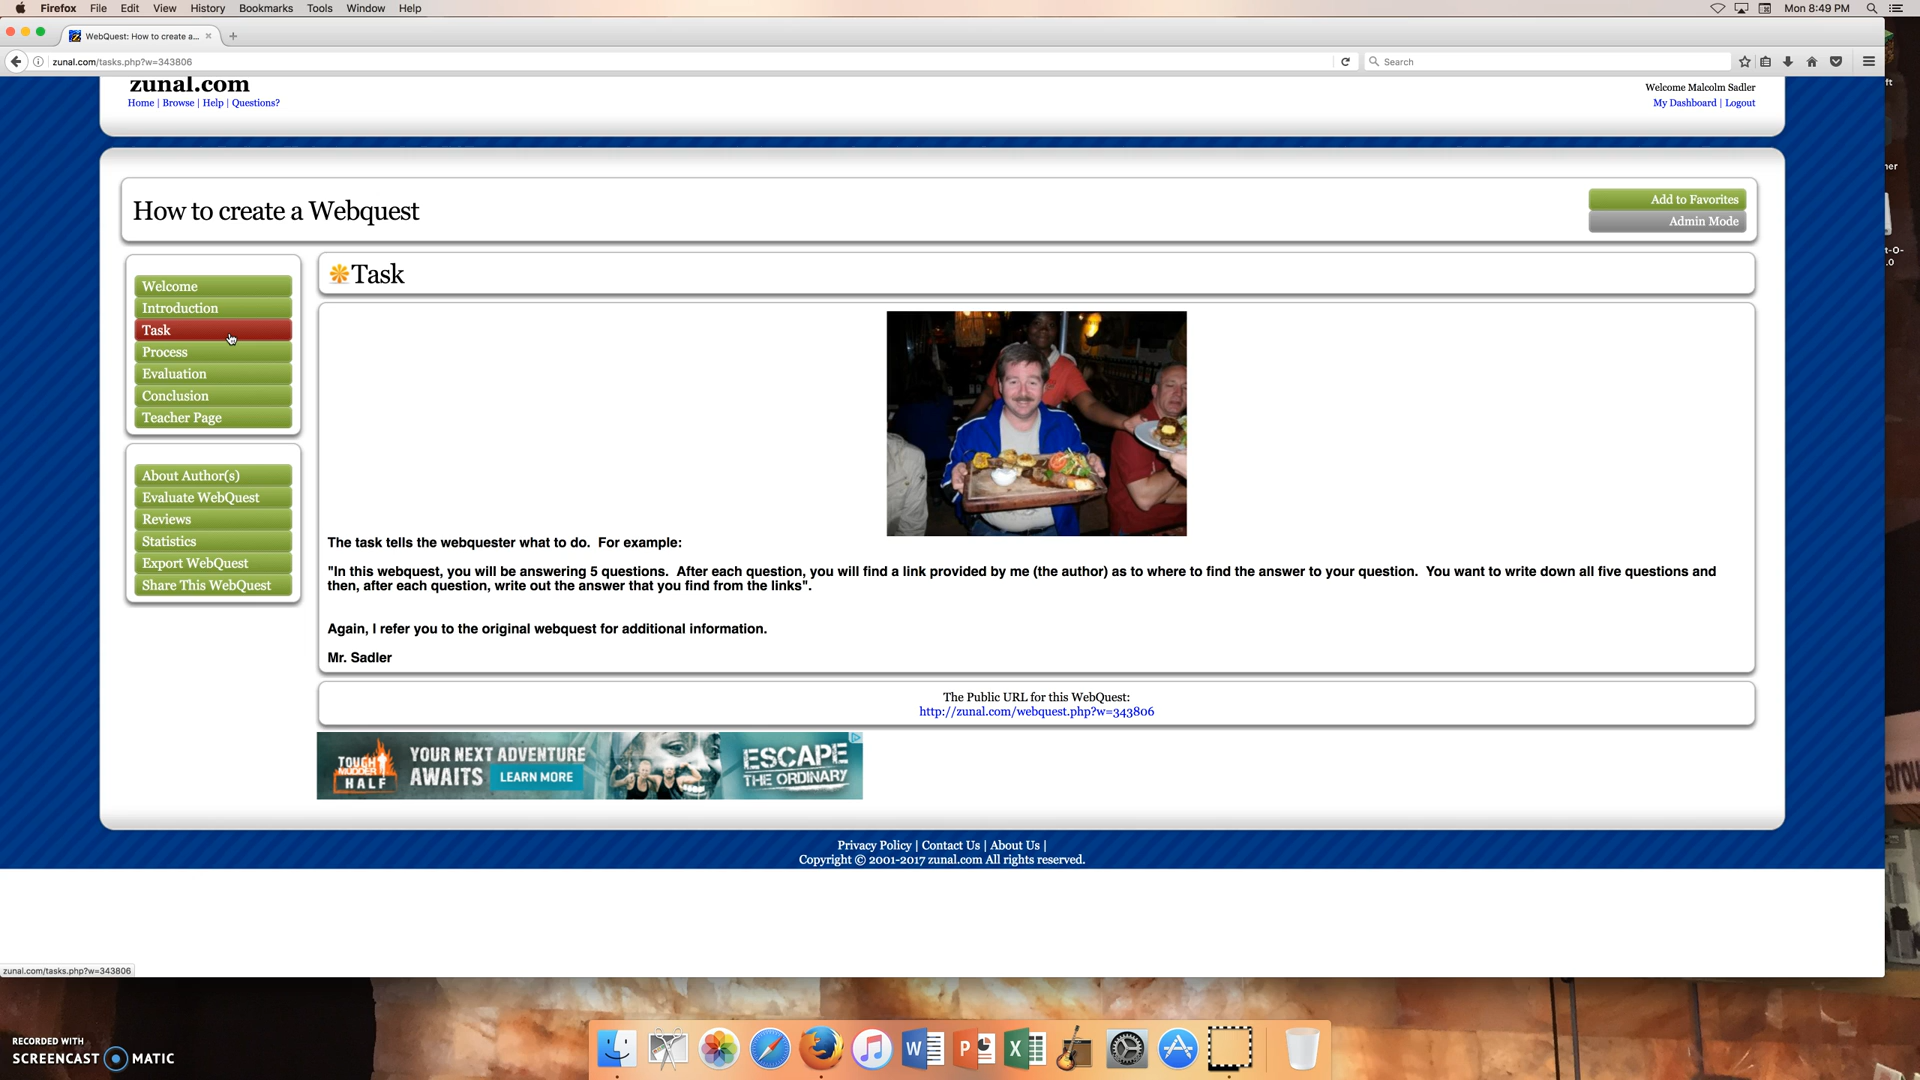 Firefox File Edit View History Bookmarks Tools Window Help
Mon 8:49 PM
WebQuest: How to create a...
zunal.com/tasks.php?w=343806
Search
zunal.com
Home | Browse | Help | Questions?
Welcome Malcolm Sadler
My Dashboard | Logout
How to create a Webquest
Add to Favorites
Admin Mode
Welcome
Introduction
Task
Process
Evaluation
Conclusion
Teacher Page
About Author(s)
Evaluate WebQuest
Reviews
Statistics
Export WebQuest
Share This WebQuest
Task
The task tells the webquester what to do. For example:
"In this webquest, you will be answering 5 questions. After each question, you will find a link provided by me (the author) as to where to find the answer to your question. You want to write down all five questions and
then, after each question, write out the answer that you find from the links".
Again, I refer you to the original webquest for additional information.
Mr. Sadler
The Public URL for this WebQuest:
http://zunal.com/webquest.php?w=343806
TOUGH
MUDDER
HALF
YOUR NEXT ADVENTURE
AWAITS LEARN MORE
ESCAPE
THE ORDINARY
Privacy Policy | Contact Us | About Us |
Copyright © 2001-2017 zunal.com All rights reserved.
zunal.com/tasks.php?w=343806
RECORDED WITH
SCREENCAST MATIC